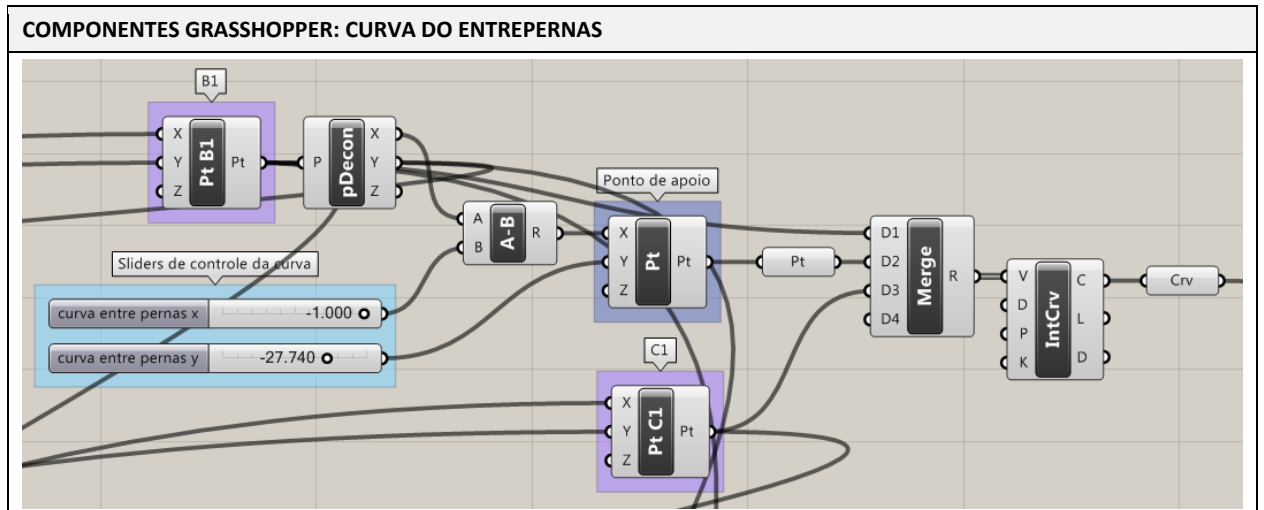 COMPONENTES GRASSHOPPER: CURVA DO ENTREPERNAS
B1
X
Y
Z
Pt B1
Pt
P
pDecon
X
Y
Z
Sliders de controle da curva
curva entre pernas x
-1.000
curva entre pernas y
-27.740
A
B
A-B
R
Ponto de apoio
X
Y
Z
Pt
Pt
Pt
D1
D2
D3
D4
Merge
R
V
D
P
K
IntCrv
C
L
D
Crv
C1
X
Y
Z
Pt C1
Pt